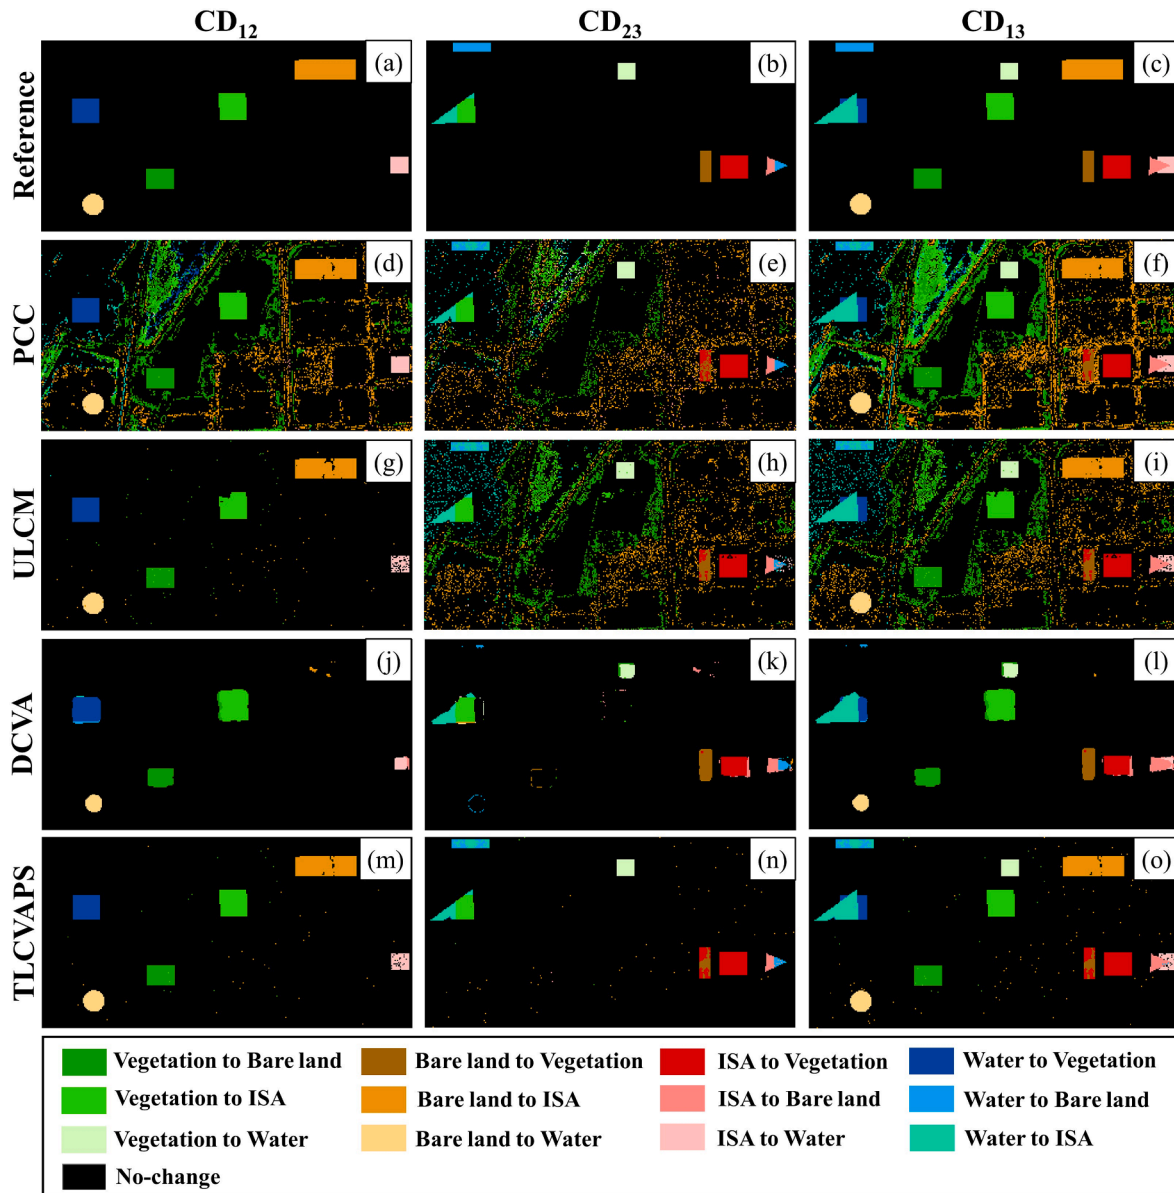 CD12 CD23 CD13
Reference (a) (b) (c)
PCC (d) (e) (f)
ULCM (g) (h) (i)
DCVA (j) (k) (l)
TLCVAPS (m) (n) (o)
Vegetation to Bare land Bare land to Vegetation ISA to Vegetation Water to Vegetation
Vegetation to ISA Bare land to ISA ISA to Bare land Water to Bare land
Vegetation to Water Bare land to Water ISA to Water Water to ISA
No-change